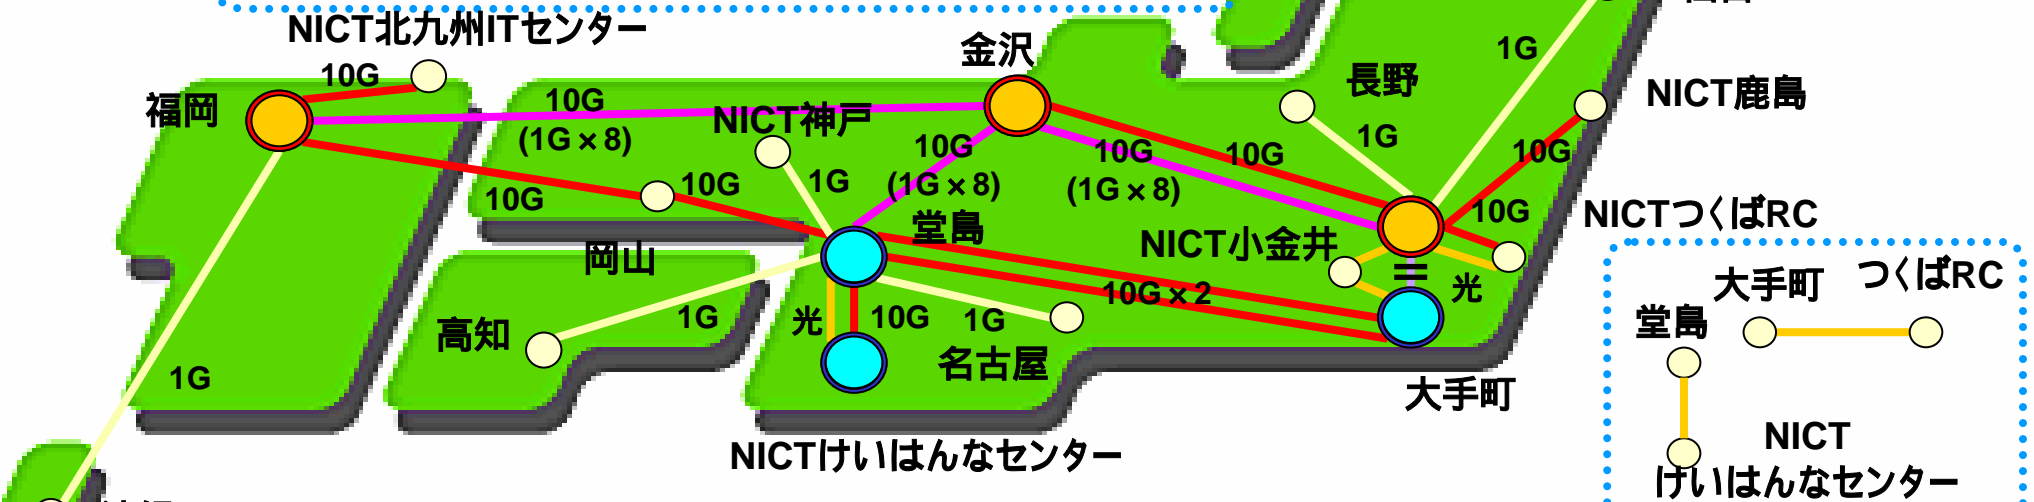 NICT北九州ITセンター
金沢
1G
10G
長野
NICT鹿島
福岡
10G
(1G×8)
NICT神戸
1G
10G
10G
(1G×8)
10G
(1G×8)
10G
10G
10G
1G
10G
NICTつくばRC
堂島
NICT小金井
岡山
つくばRC
大手町
光
10G×2
堂島
高知
1G
光
10G
1G
名古屋
1G
大手町
NICT
けいはんなセンター
NICTけいはんなセンター